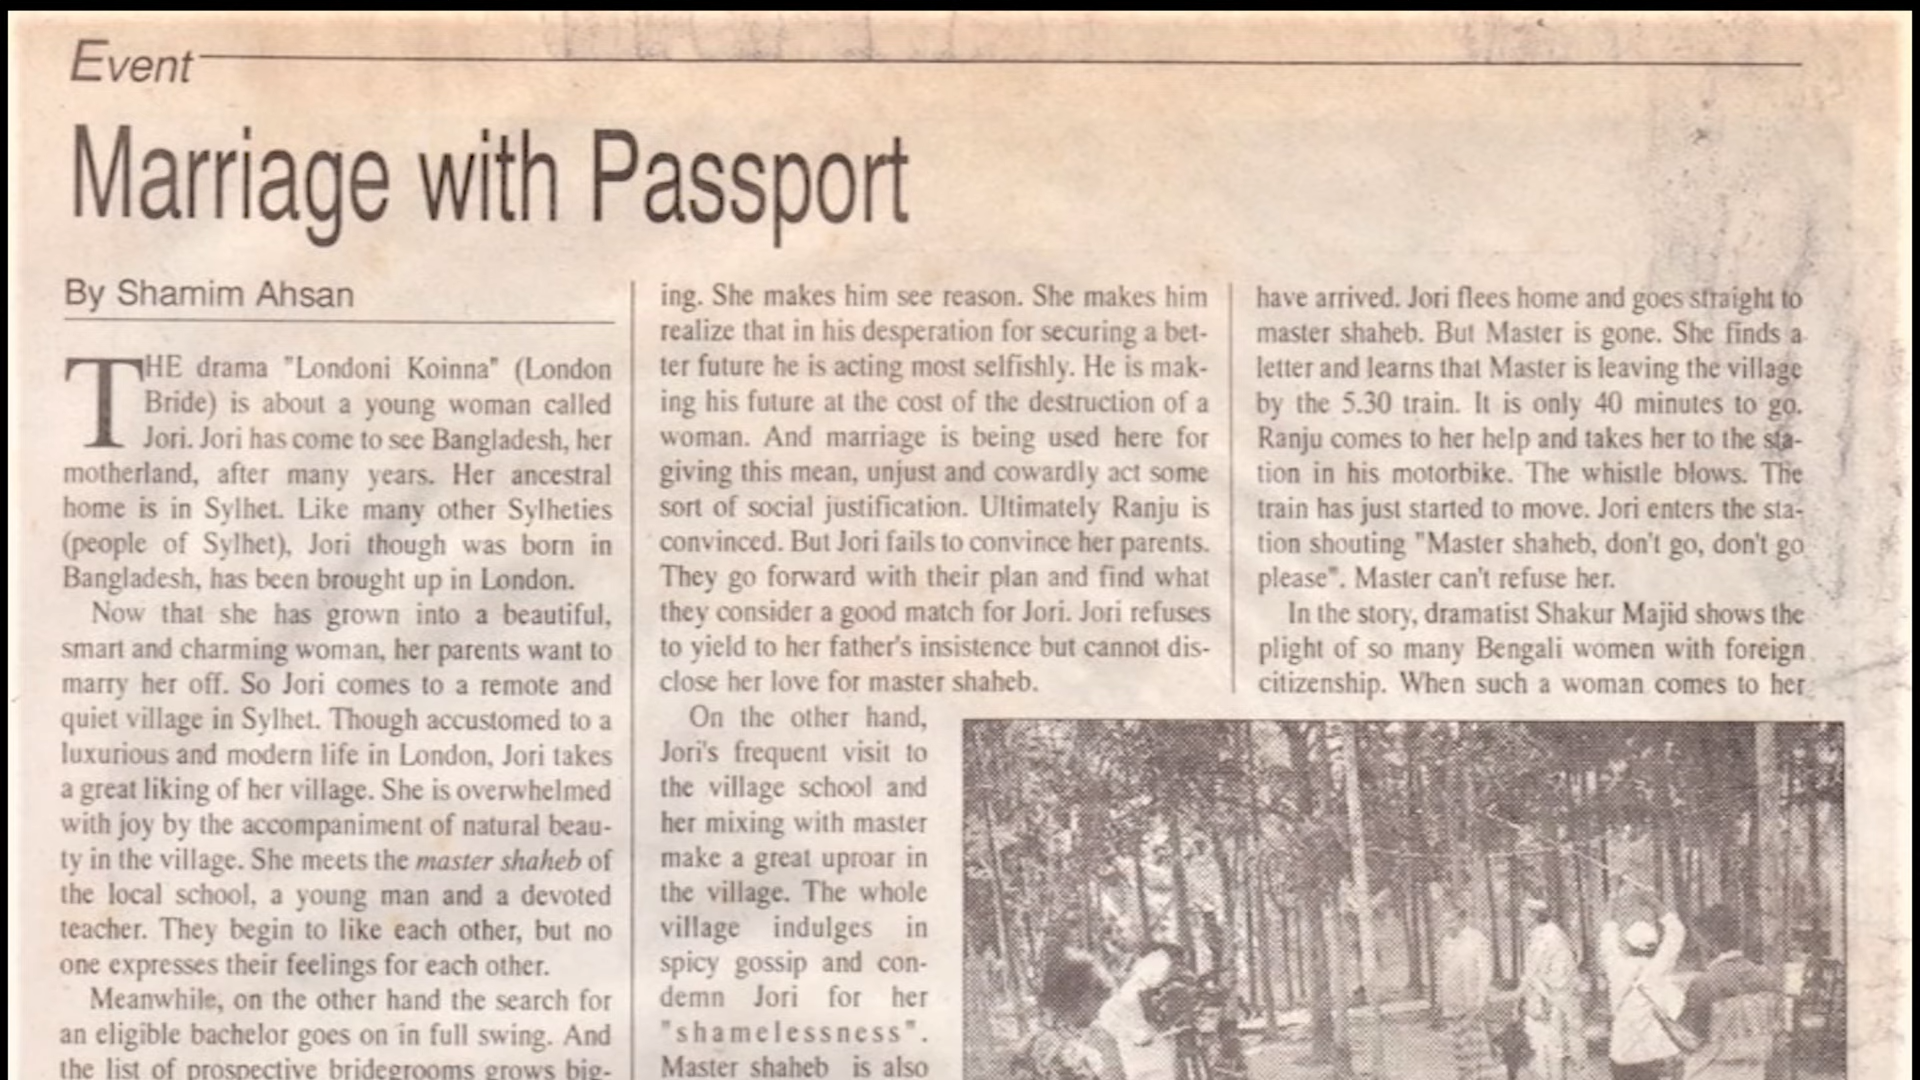 Event
Marriage with Passport
By Shamim Ahsan
THE drama "Londoni Koinna" (London
Bride) is about a young woman called
Jori. Jori has come to see Bangladesh, her
motherland, after many years. Her ancestral
home is in Sylhet. Like many other Sylheties
(people of Sylhet), Jori though was born in
Bangladesh, has been brought up in London.
Now that she has grown into a beautiful,
smart and charming woman, her parents want to
marry her off. So Jori comes to a remote and
quiet village in Sylhet. Though accustomed to a
luxurious and modern life in London, Jori takes
a great liking of her village. She is overwhelmed
with joy by the accompaniment of natural beau-
ty in the village. She meets the master shaheb of
the local school, a young man and a devoted
teacher. They begin to like each other, but no
one expresses their feelings for each other.
Meanwhile, on the other hand the search for
an eligible bachelor goes on in full swing. And
the list of prospective bridegrooms grows big-
ing. She makes him see reason. She makes him
realize that in his desperation for securing a bet-
ter future he is acting most selfishly. He is mak-
ing his future at the cost of the destruction of a
woman. And marriage is being used here for
giving this mean, unjust and cowardly act some
sort of social justification. Ultimately Ranju is
convinced. But Jori fails to convince her parents.
They go forward with their plan and find what
they consider a good match for Jori. Jori refuses
to yield to her father's insistence but cannot dis-
close her love for master shaheb.
On the other hand,
Jori's frequent visit to
the village school and
her mixing with master
make a great uproar in
the village. The whole
village indulges in
spicy gossip and con-
demn Jori for her
"shamelessness".
Master shaheb is also
have arrived. Jori flees home and goes straight to
master shaheb. But Master is gone. She finds a
letter and learns that Master is leaving the village
by the 5.30 train. It is only 40 minutes to go.
Ranju comes to her help and takes her to the sta-
tion in his motorbike. The whistle blows. The
train has just started to move. Jori enters the sta-
tion shouting "Master shaheb, don't go, don't go
please". Master can't refuse her.
In the story, dramatist Shakur Majid shows the
plight of so many Bengali women with foreign
citizenship. When such a woman comes to her